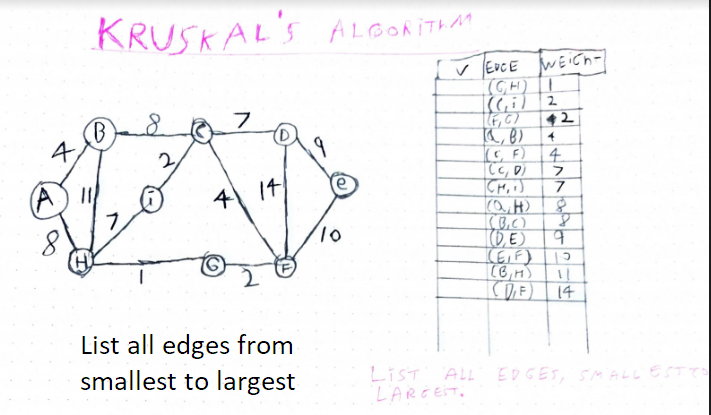 KRUSKAL'S ALGORITHM
✓ EDGE WEIGH-
(G,H) 1
(C,i) 2
(F,G) 2
(A,B) 4
(C,F) 4
(C,D) 7
(H,i) 7
(a,H) 8
(B,C) 8
(D,E) 9
(E,F) 10
(B,H) 11
(D,F) 14
B 8 C 7 D
4 9
2
A 11 i 4 14 e
7
8 10
H 1 G 2 F
List all edges from
smallest to largest
LIST ALL EDGES, SMALLEST TO
LARGEST.